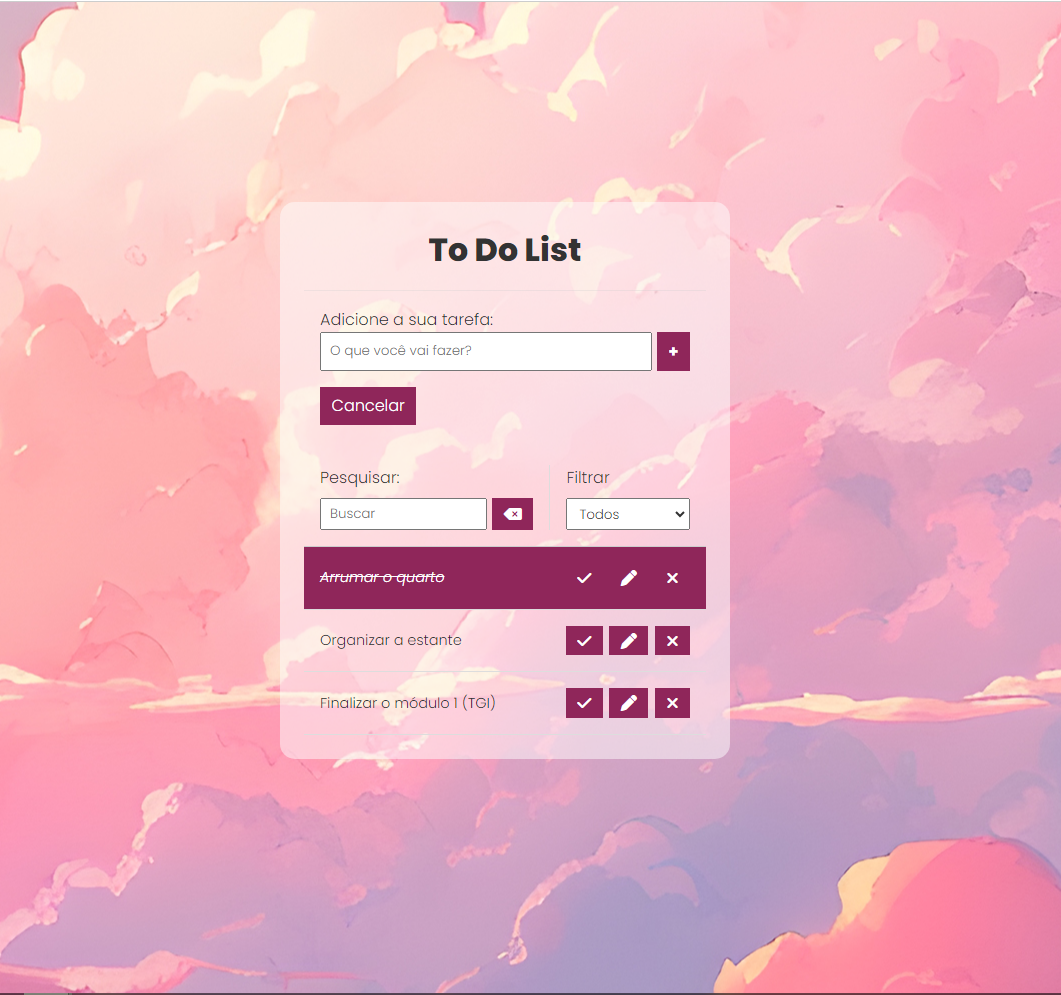 To Do List
Adicione a sua tarefa:
O que você vai fazer?
Cancelar
Pesquisar: Filtrar
Buscar Todos
Arrumar o quarto
Organizar a estante
Finalizar o módulo 1 (TGI)